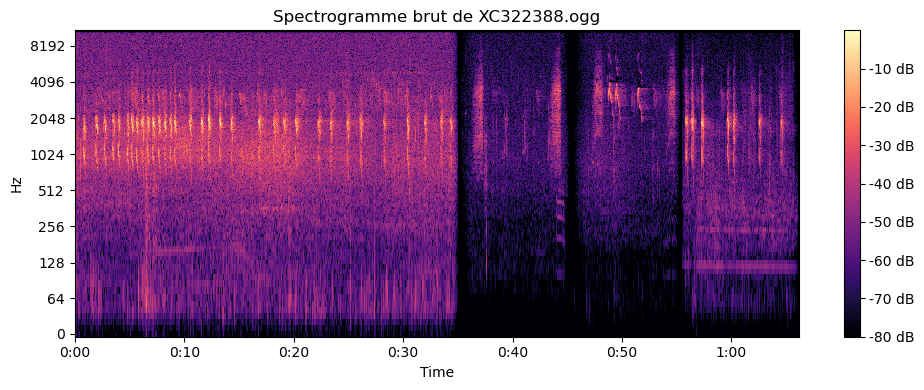 Spectrogramme brut de XC322388.ogg
8192
4096
2048
1024
512
256
128
64
0
Hz
0:00
0:10
0:20
0:30
0:40
0:50
1:00
Time
-10 dB
-20 dB
-30 dB
-40 dB
-50 dB
-60 dB
-70 dB
-80 dB